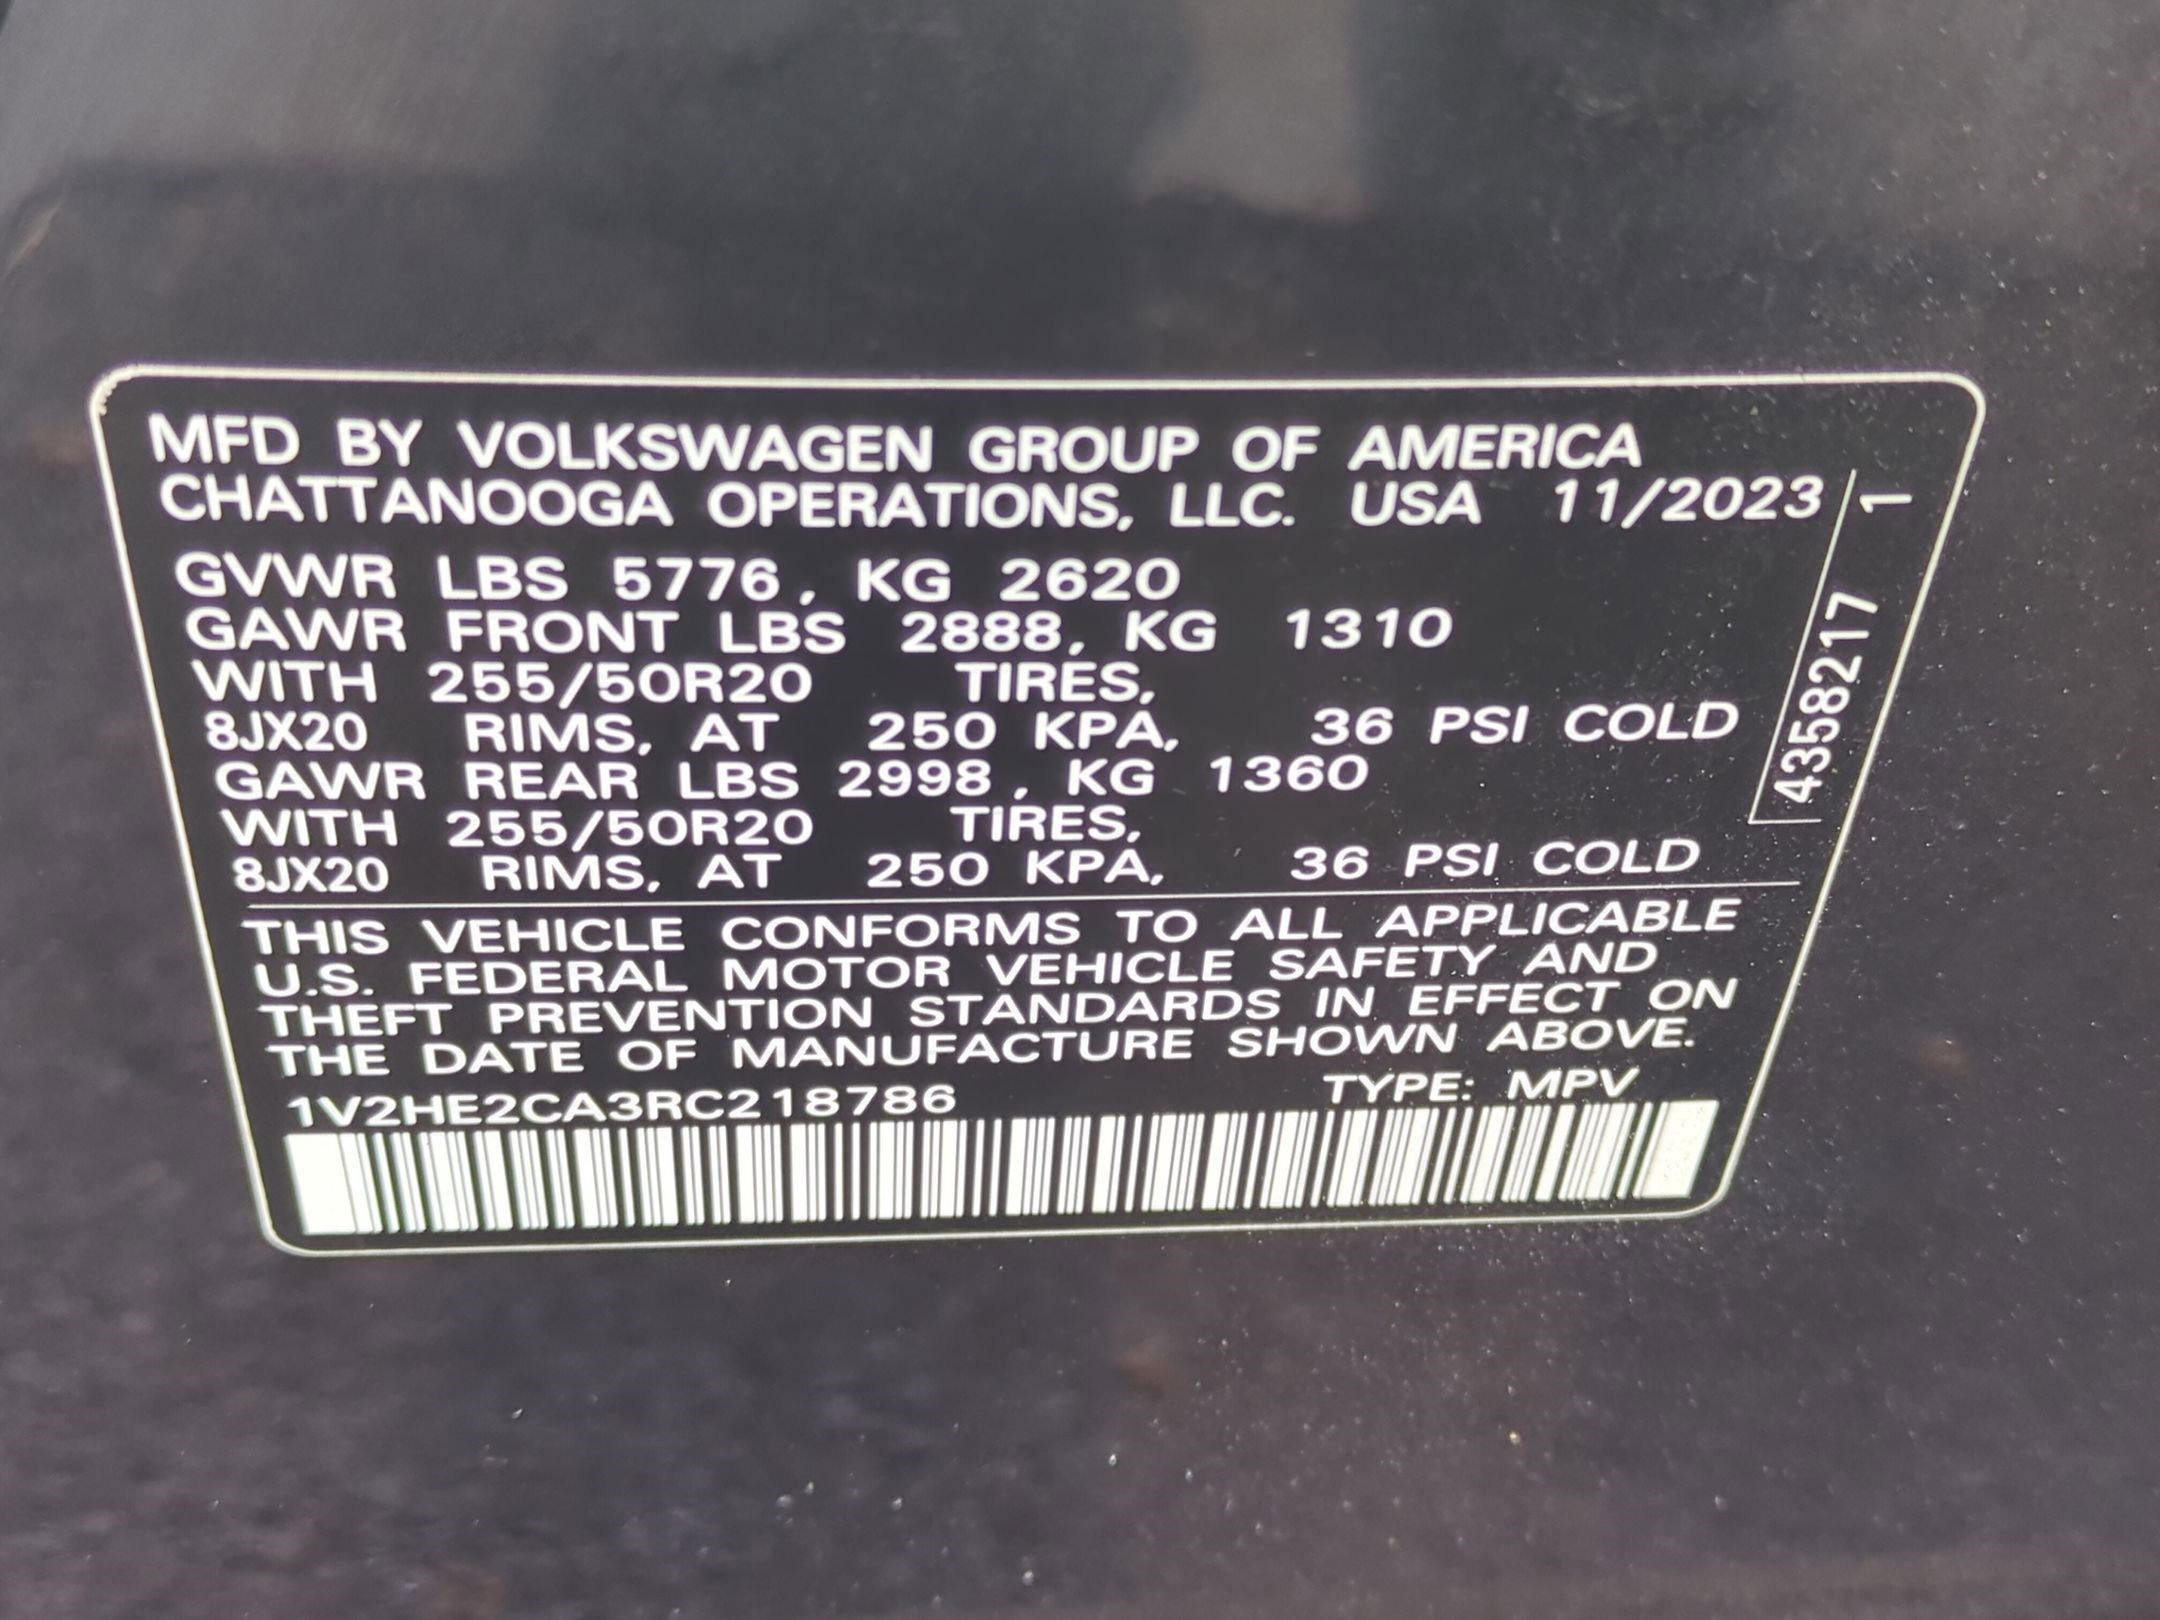 MFD BY VOLKSWAGEN GROUP OF AMERICA
CHATTANOOGA OPERATIONS, LLC. USA 11/2023
GVWR LBS 5776, KG 2620
GAWR FRONT LBS 2888, KG 1310
WITH 255/50R20 TIRES,
8JX20 RIMS, AT 250 KPA, 36 PSI COLD
GAWR REAR LBS 2998, KG 1360
WITH 255/50R20 TIRES,
8JX20 RIMS, AT 250 KPA, 36 PSI COLD
4358217 1
THIS VEHICLE CONFORMS TO ALL APPLICABLE
U.S. FEDERAL MOTOR VEHICLE SAFETY AND
THEFT PREVENTION STANDARDS IN EFFECT ON
THE DATE OF MANUFACTURE SHOWN ABOVE.
1V2HE2CA3RC218786 TYPE: MPV